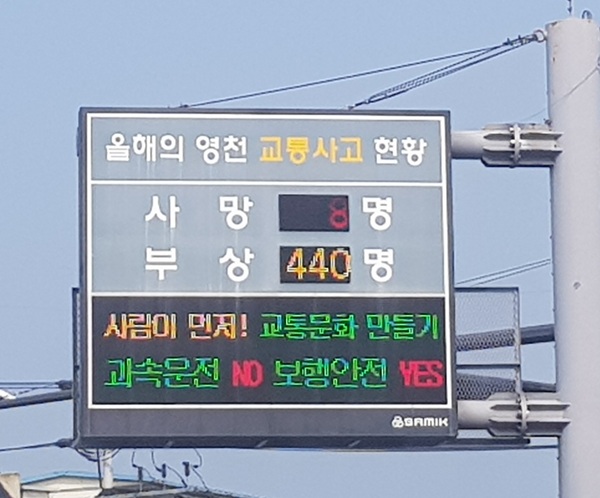 올해의 영천 교통사고 현황
사 망 8 명
부 상 440 명
사람이 먼저! 교통문화 만들기
과속운전 NO 보행안전 YES
SAMIK